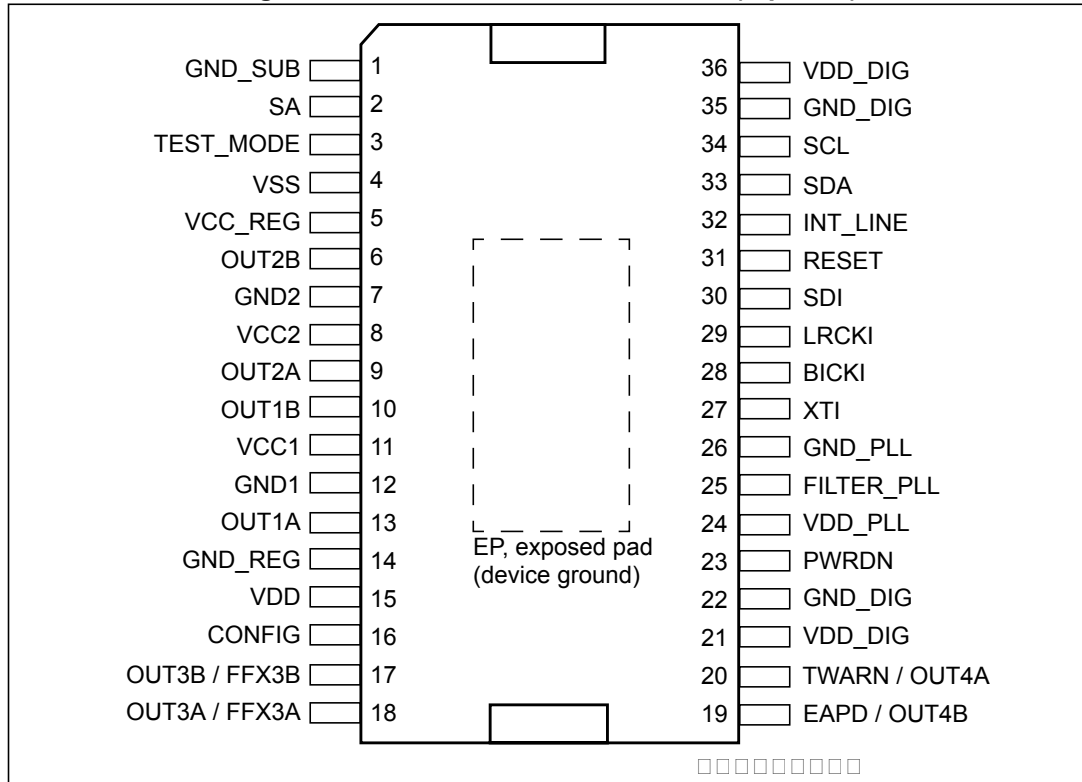 GND_SUB 1
SA 2
TEST_MODE 3
VSS 4
VCC_REG 5
OUT2B 6
GND2 7
VCC2 8
OUT2A 9
OUT1B 10
VCC1 11
GND1 12
OUT1A 13
GND_REG 14
VDD 15
CONFIG 16
OUT3B / FFX3B 17
OUT3A / FFX3A 18
EP, exposed pad
(device ground)
36 VDD_DIG
35 GND_DIG
34 SCL
33 SDA
32 INT_LINE
31 RESET
30 SDI
29 LRCKI
28 BICKI
27 XTI
26 GND_PLL
25 FILTER_PLL
24 VDD_PLL
23 PWRDN
22 GND_DIG
21 VDD_DIG
20 TWARN / OUT4A
19 EAPD / OUT4B